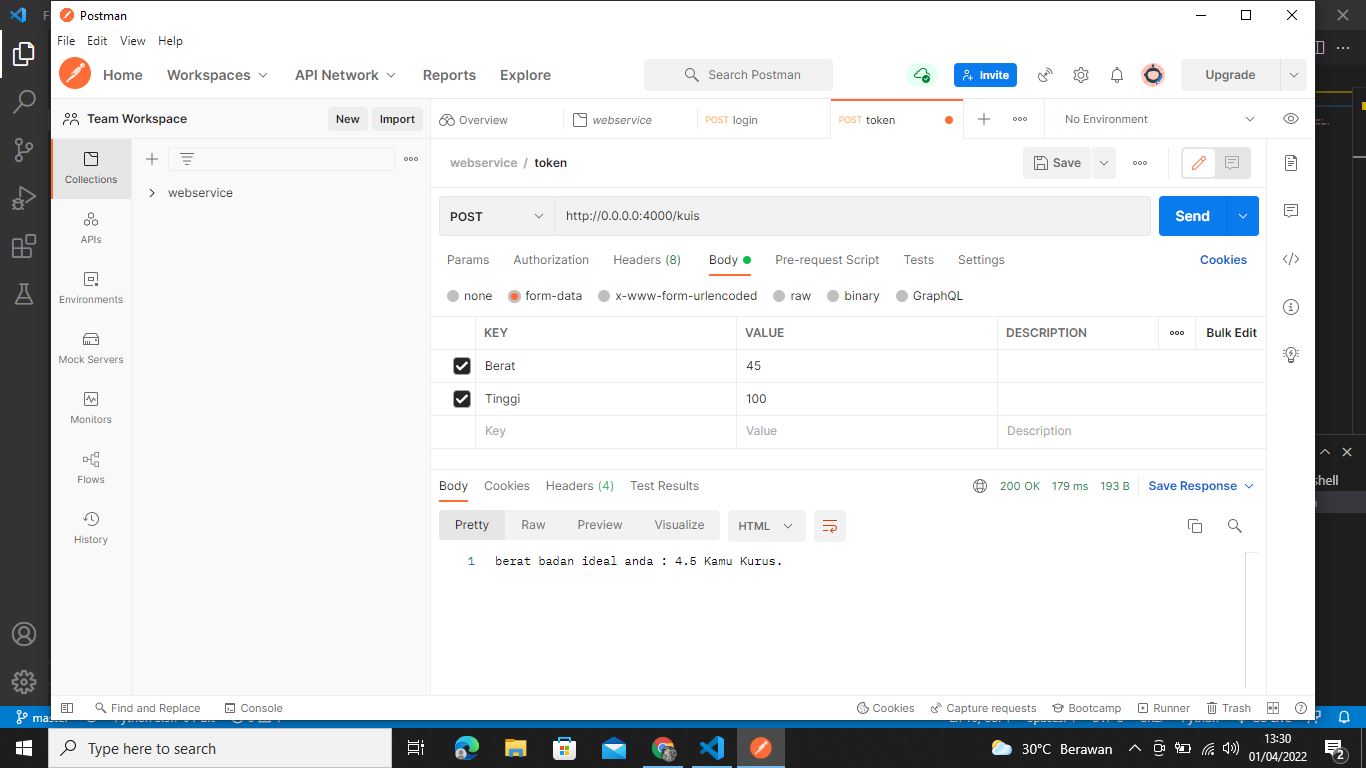 F
Postman
File Edit View Help
Home Workspaces API Network Reports Explore Search Postman Invite Upgrade
Team Workspace New Import Overview webservice POST login POST token No Environment
Collections
webservice
APIs
Environments
Mock Servers
Monitors
Flows
History
webservice / token Save
POST http://0.0.0.0:4000/kuis Send
Params Authorization Headers (8) Body Pre-request Script Tests Settings Cookies
none form-data x-www-form-urlencoded raw binary GraphQL
KEY VALUE DESCRIPTION Bulk Edit
Berat 45
Tinggi 100
Key Value Description
Body Cookies Headers (4) Test Results 200 OK 179 ms 193 B Save Response
Pretty Raw Preview Visualize HTML
1 berat badan ideal anda : 4.5 Kamu Kurus.
hell
Find and Replace Console Cookies Capture requests Bootcamp Runner Trash
Type here to search 30°C Berawan 13:30
01/04/2022 2